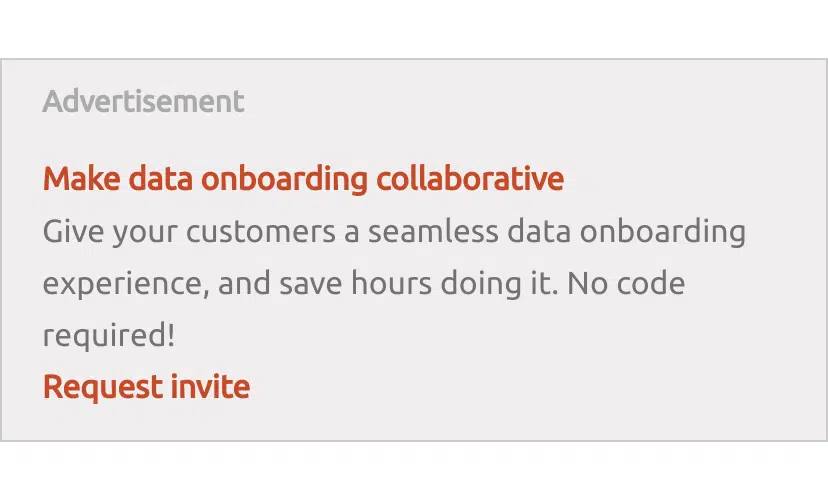 Advertisement
Make data onboarding collaborative
Give your customers a seamless data onboarding
experience, and save hours doing it. No code
required!
Request invite